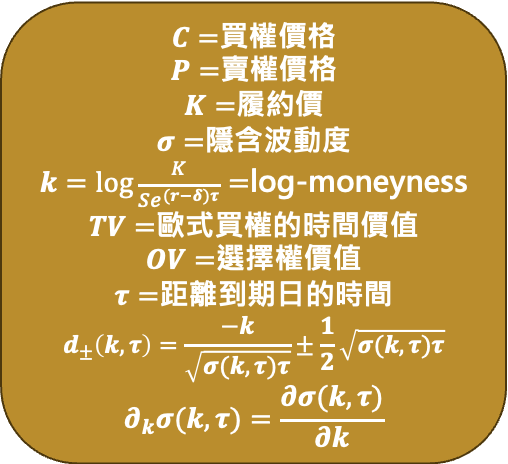 C =買權價格
P =賣權價格
K =履約價
σ =隱含波動度
k = log K / Se^(r−δ)τ =log-moneyness
TV =歐式買權的時間價值
OV =選擇權價值
τ =距離到期日的時間
d±(k, τ) = −k / √σ(k, τ)τ ± 1/2 √σ(k, τ)τ
∂ₖσ(k, τ) = ∂σ(k, τ) / ∂k